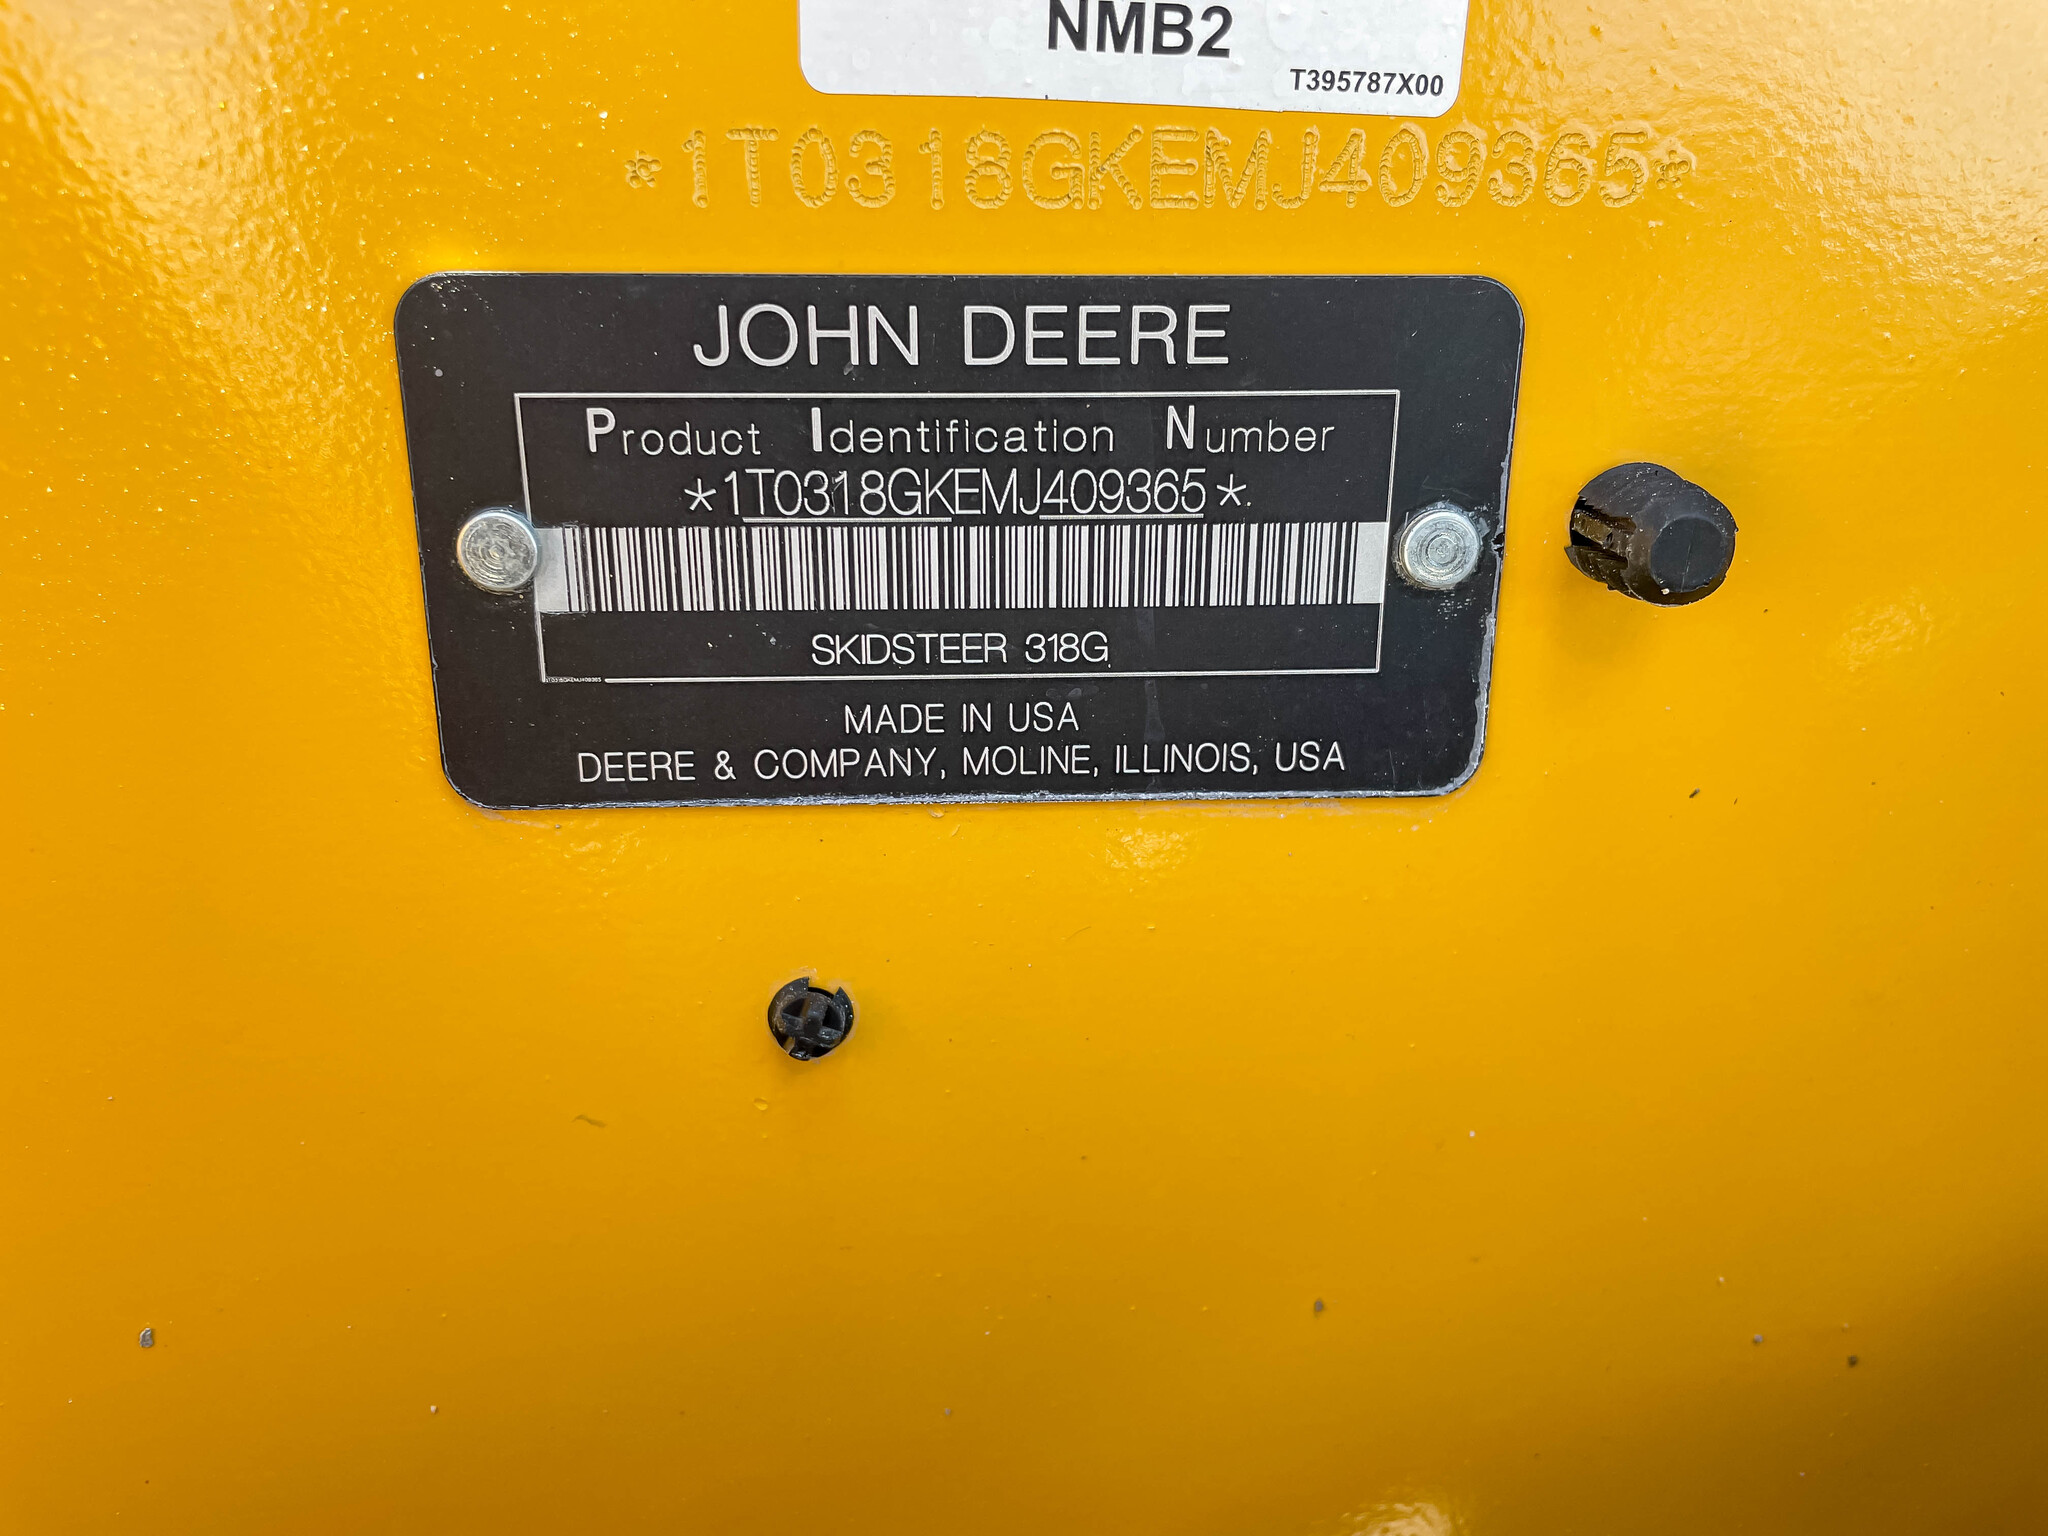 NMB2
T395787X00
*1T0318GKEMJ409365*
JOHN DEERE
Product Identification Number
*1T0318GKEMJ409365*
SKIDSTEER 318G
1T0318GKEMJ409365
MADE IN USA
DEERE & COMPANY, MOLINE, ILLINOIS, USA